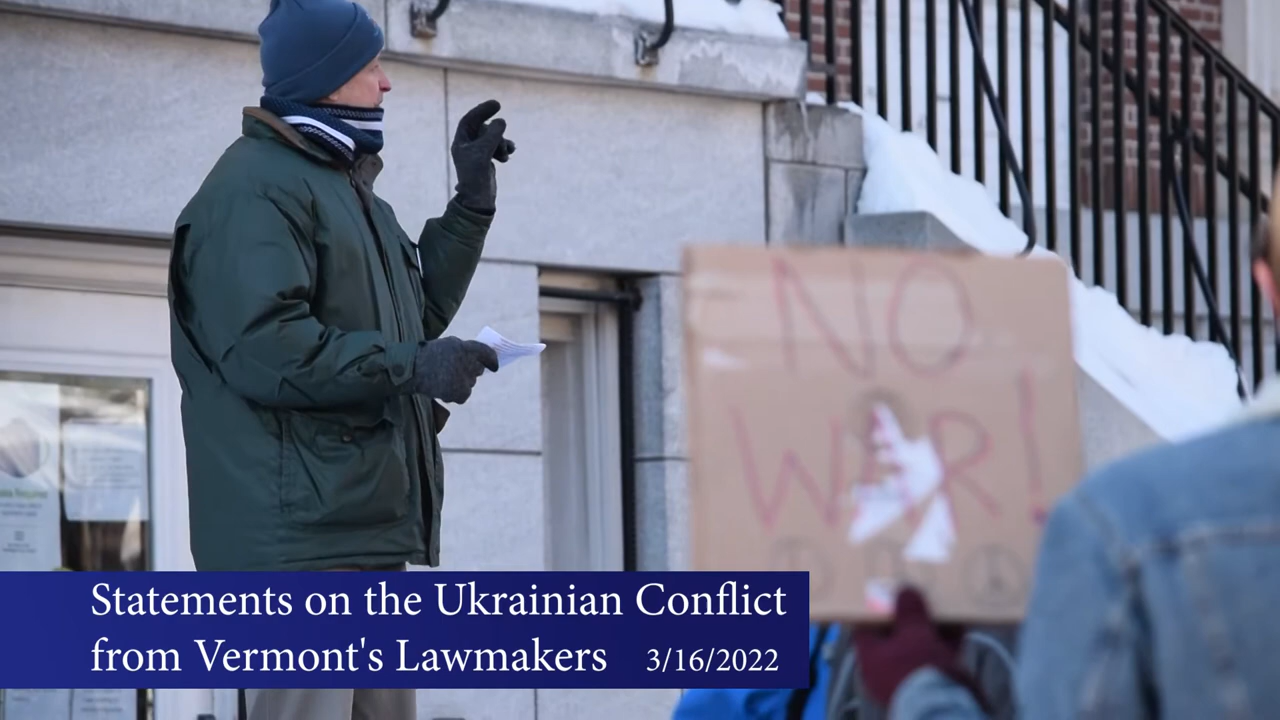 NO
WAR!
Statements on the Ukrainian Conflict
from Vermont's Lawmakers 3/16/2022